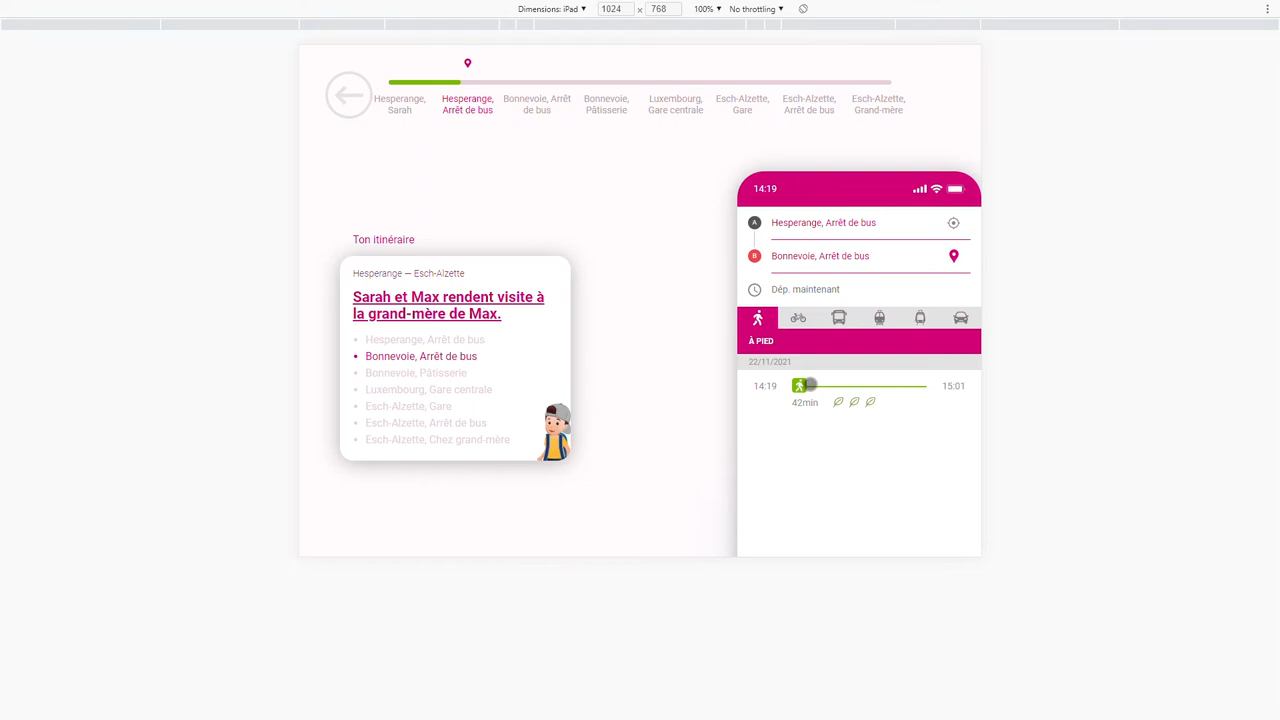 Dimensions: iPad ▼ 1024 × 768 100% ▼ No throttling ▼
Hesperange, Sarah
Hesperange, Arrêt de bus
Bonnevoie, Arrêt de bus
Bonnevoie, Pâtisserie
Luxembourg, Gare centrale
Esch-Alzette, Gare
Esch-Alzette, Arrêt de bus
Esch-Alzette, Grand-mère
Ton itinéraire
Hesperange — Esch-Alzette
Sarah et Max rendent visite à
la grand-mère de Max.
• Hesperange, Arrêt de bus
• Bonnevoie, Arrêt de bus
• Bonnevoie, Pâtisserie
• Luxembourg, Gare centrale
• Esch-Alzette, Gare
• Esch-Alzette, Arrêt de bus
• Esch-Alzette, Chez grand-mère
14:19
A Hesperange, Arrêt de bus
B Bonnevoie, Arrêt de bus
Dép. maintenant
À PIED
22/11/2021
14:19 15:01
42min